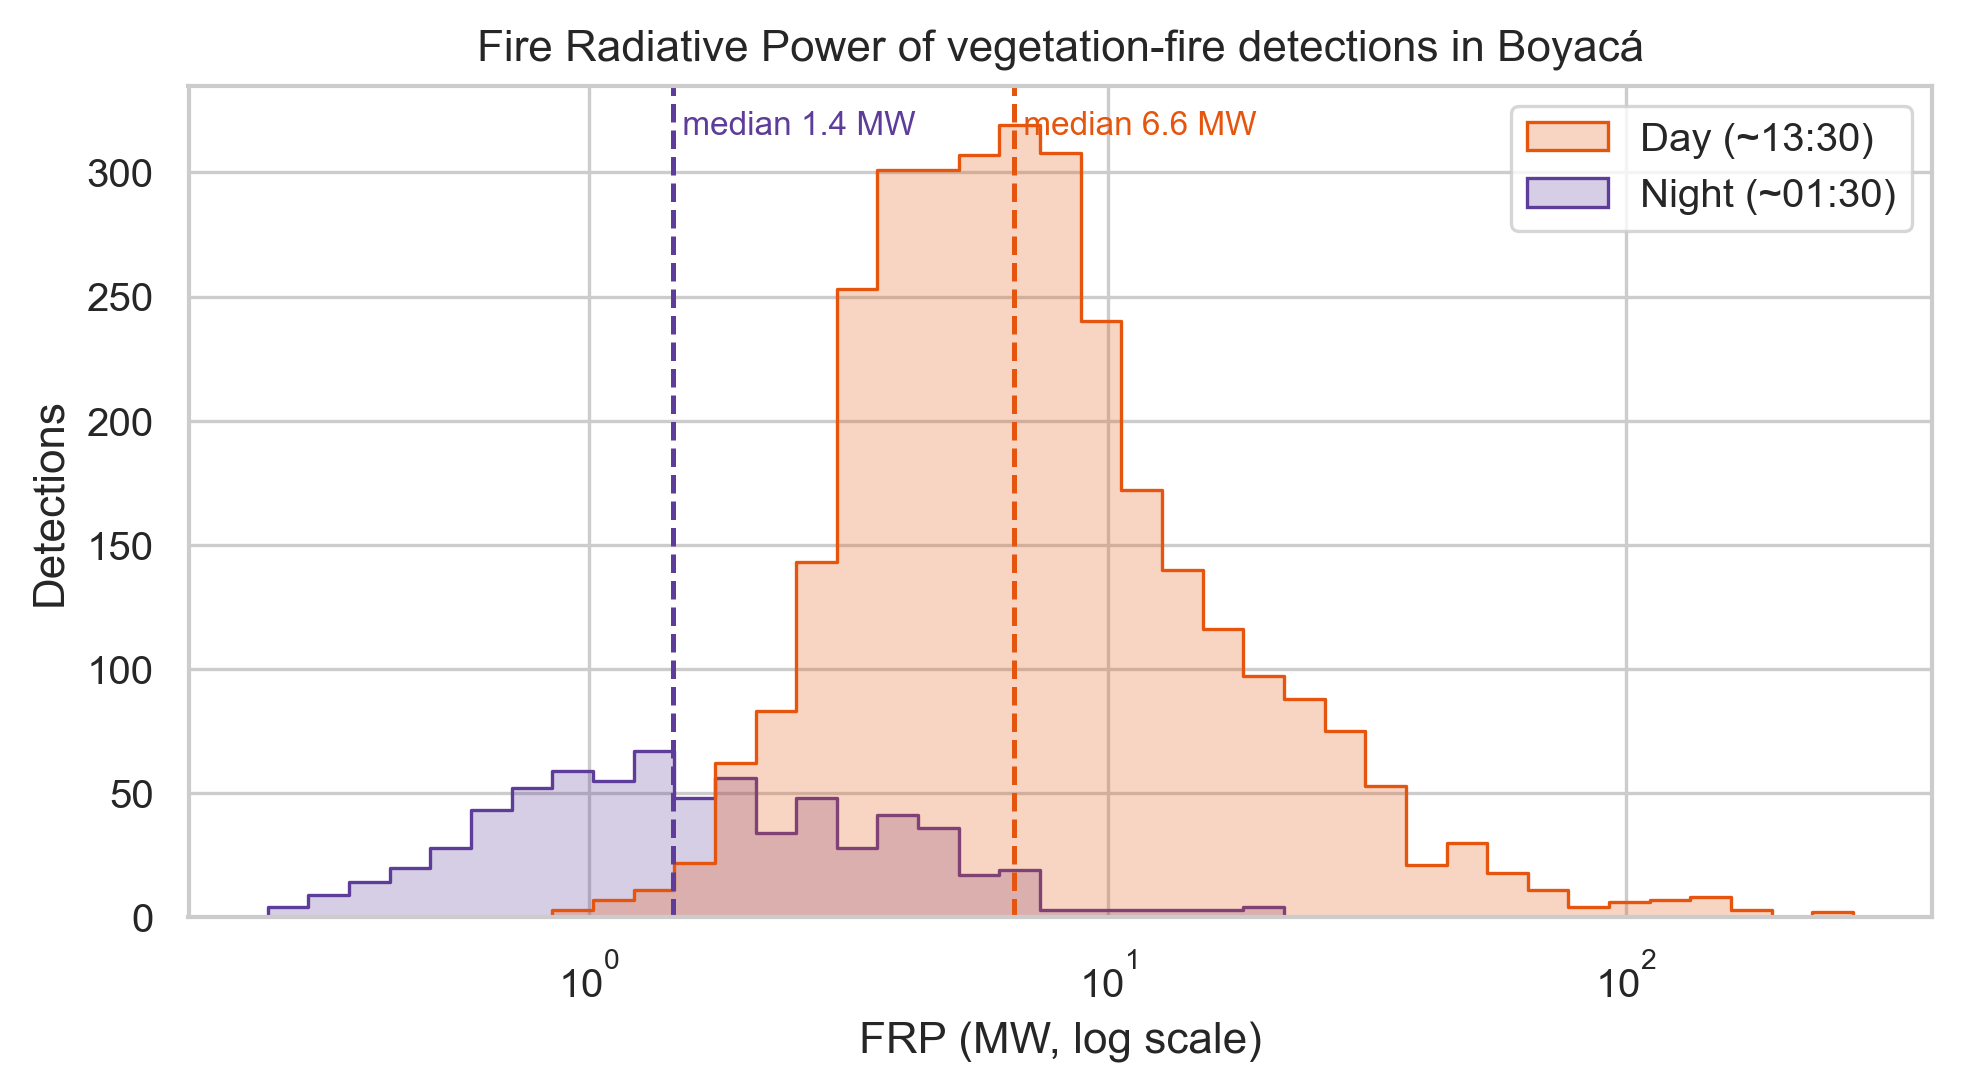 Fire Radiative Power of vegetation-fire detections in Boyacá
median 1.4 MW
median 6.6 MW
Day (~13:30)
Night (~01:30)
300
250
200
150
100
50
0
Detections
10^0
10^1
10^2
FRP (MW, log scale)